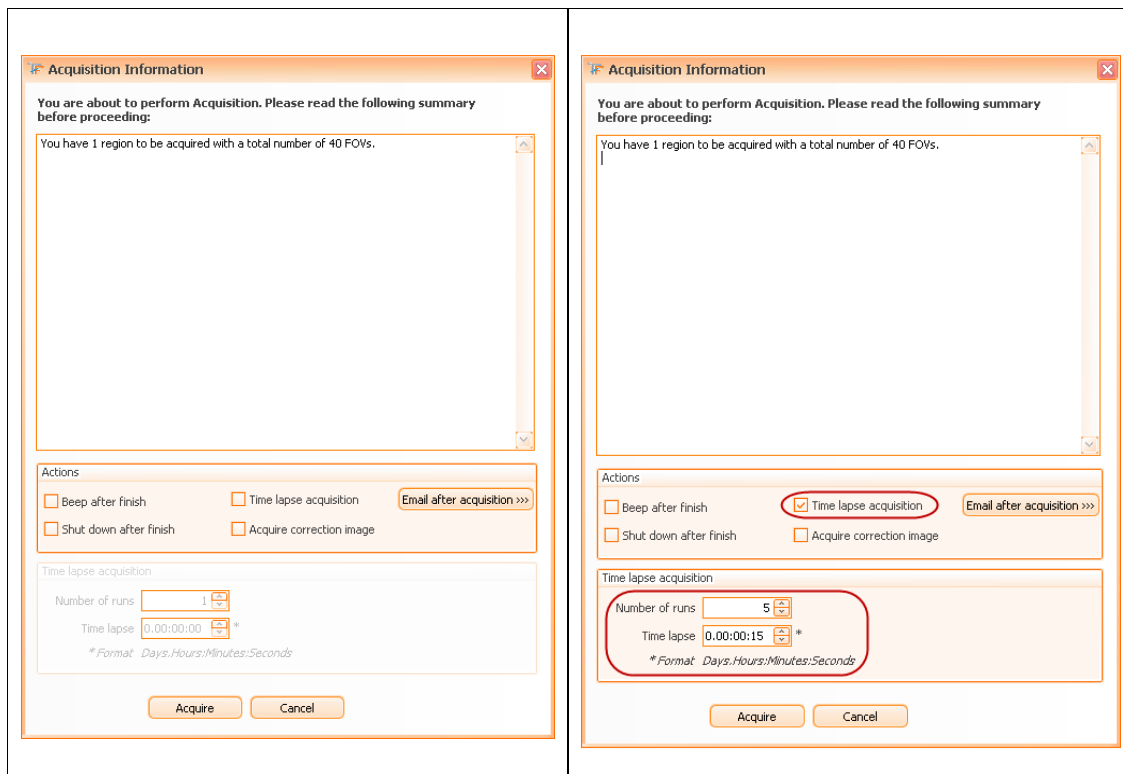 Acquisition Information
You are about to perform Acquisition. Please read the following summary
before proceeding:
You have 1 region to be acquired with a total number of 40 FOVs.
Actions
Beep after finish
Time lapse acquisition
Email after acquisition >>>
Shut down after finish
Acquire correction image
Time lapse acquisition
Number of runs 1
Time lapse 0.00:00:00 *
* Format Days.Hours:Minutes:Seconds
Acquire
Cancel
Acquisition Information
You are about to perform Acquisition. Please read the following summary
before proceeding:
You have 1 region to be acquired with a total number of 40 FOVs.
Actions
Beep after finish
Time lapse acquisition
Email after acquisition >>>
Shut down after finish
Acquire correction image
Time lapse acquisition
Number of runs 5
Time lapse 0.00:00:15 *
* Format Days.Hours:Minutes:Seconds
Acquire
Cancel